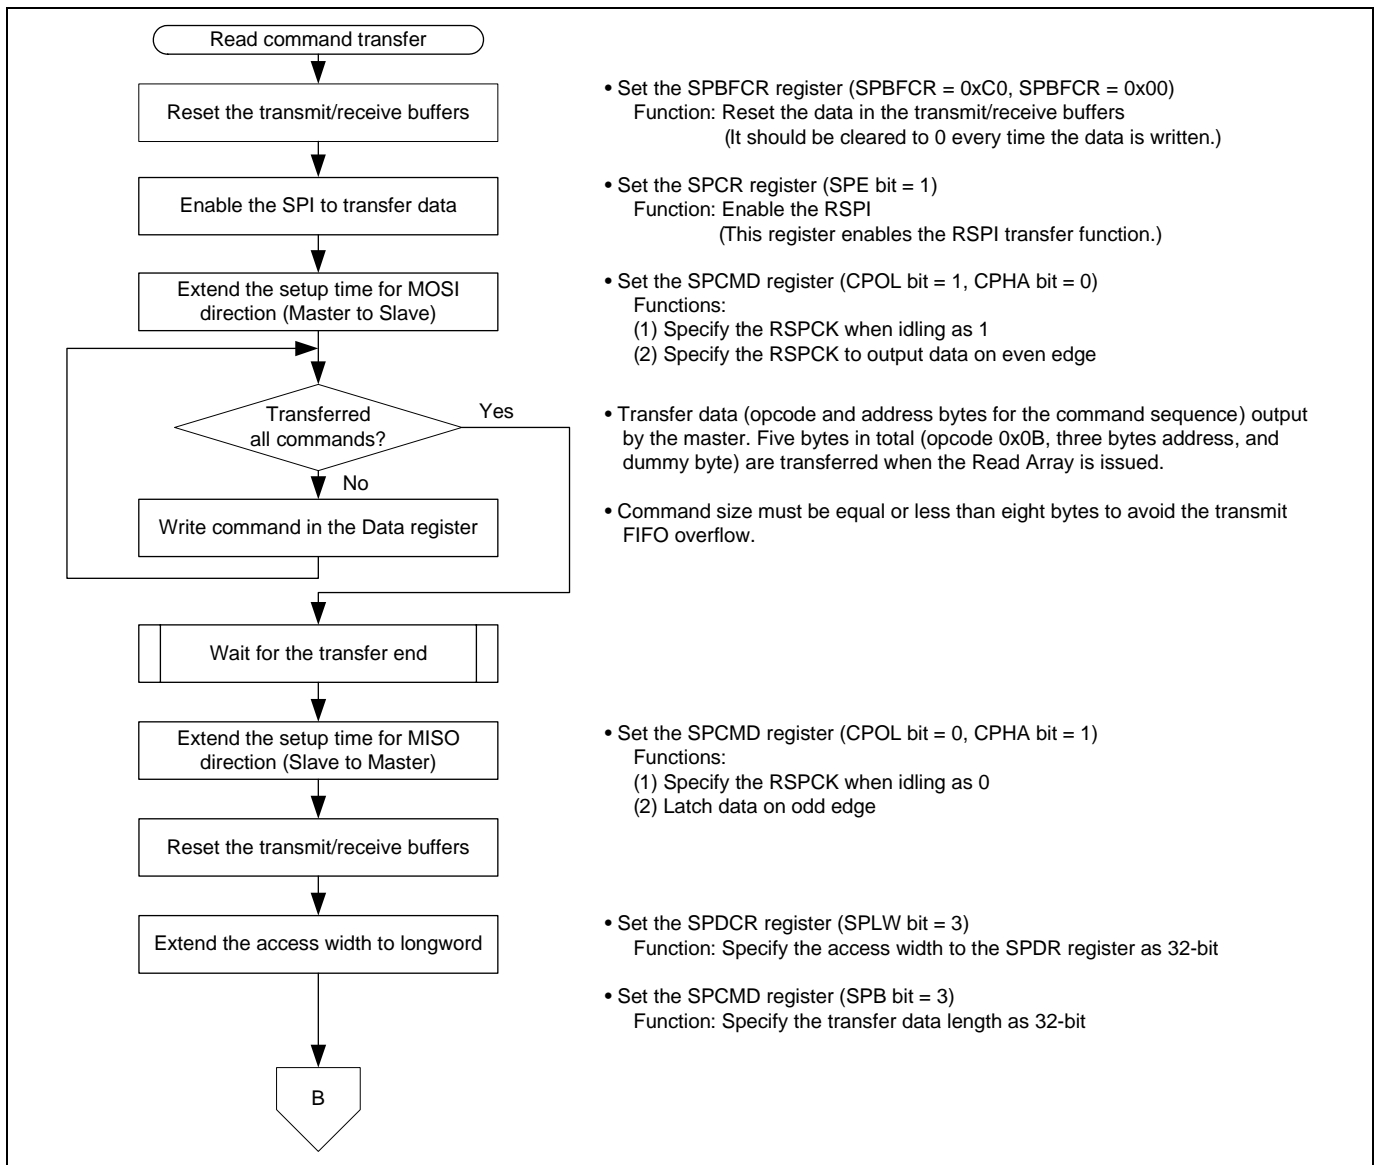 Read command transfer
Reset the transmit/receive buffers
• Set the SPBFCR register (SPBFCR = 0xC0, SPBFCR = 0x00)
Function: Reset the data in the transmit/receive buffers
(It should be cleared to 0 every time the data is written.)
Enable the SPI to transfer data
• Set the SPCR register (SPE bit = 1)
Function: Enable the RSPI
(This register enables the RSPI transfer function.)
Extend the setup time for MOSI
direction (Master to Slave)
• Set the SPCMD register (CPOL bit = 1, CPHA bit = 0)
Functions:
(1) Specify the RSPCK when idling as 1
(2) Specify the RSPCK to output data on even edge
Transferred
all commands?
Yes
No
• Transfer data (opcode and address bytes for the command sequence) output
by the master. Five bytes in total (opcode 0x0B, three bytes address, and
dummy byte) are transferred when the Read Array is issued.
Write command in the Data register
• Command size must be equal or less than eight bytes to avoid the transmit
FIFO overflow.
Wait for the transfer end
Extend the setup time for MISO
direction (Slave to Master)
• Set the SPCMD register (CPOL bit = 0, CPHA bit = 1)
Functions:
(1) Specify the RSPCK when idling as 0
(2) Latch data on odd edge
Reset the transmit/receive buffers
Extend the access width to longword
• Set the SPDCR register (SPLW bit = 3)
Function: Specify the access width to the SPDR register as 32-bit
• Set the SPCMD register (SPB bit = 3)
Function: Specify the transfer data length as 32-bit
B